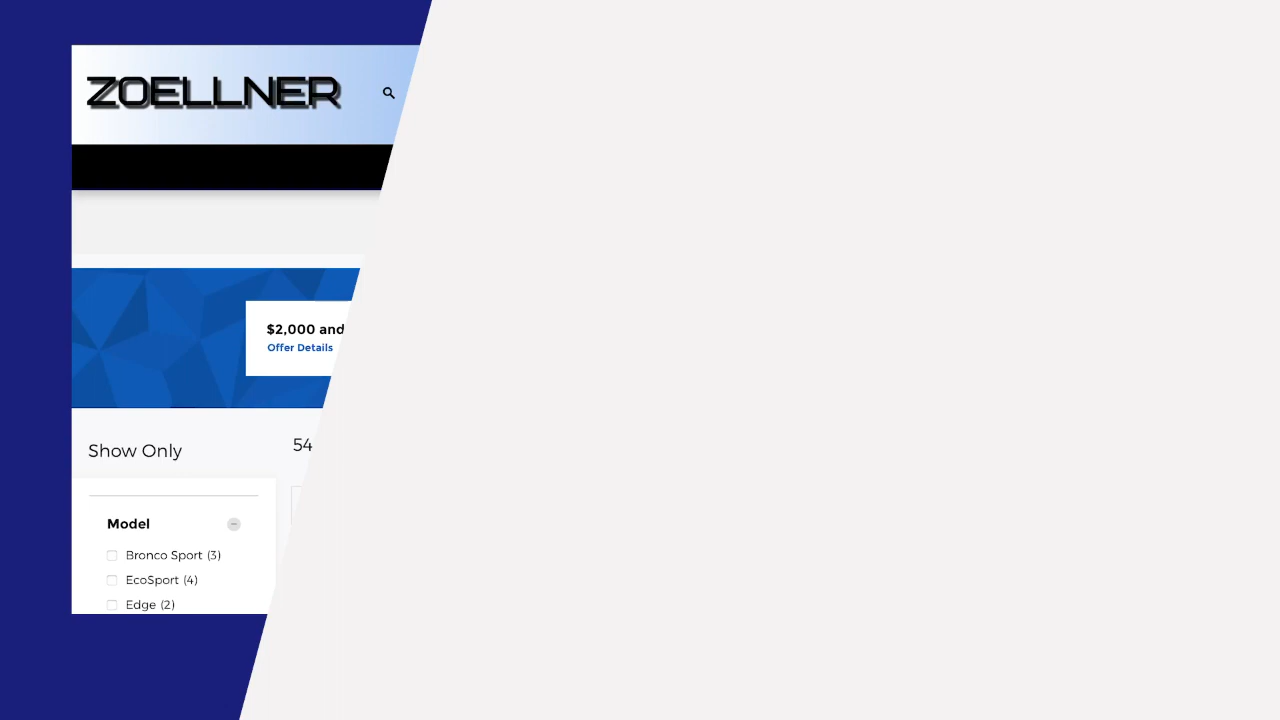 ZOELLNER
$2,000 and
Offer Details
Show Only
54
Model
Bronco Sport (3)
EcoSport (4)
Edge (2)